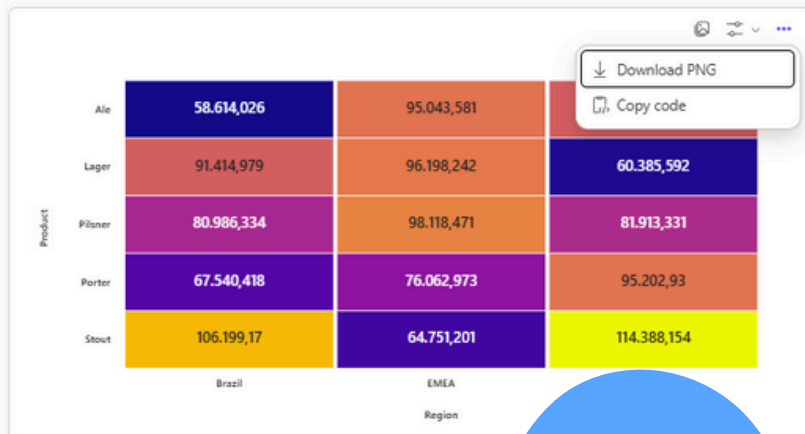 Download PNG
Copy code
Product
Ale 58.614,026 95.043,581
Lager 91.414,979 96.198,242 60.385,592
Pilsner 80.986,334 98.118,471 81.913,331
Porter 67.540,418 76.062,973 95.202,93
Stout 106.199,17 64.751,201 114.388,154
Brazil EMEA
Region